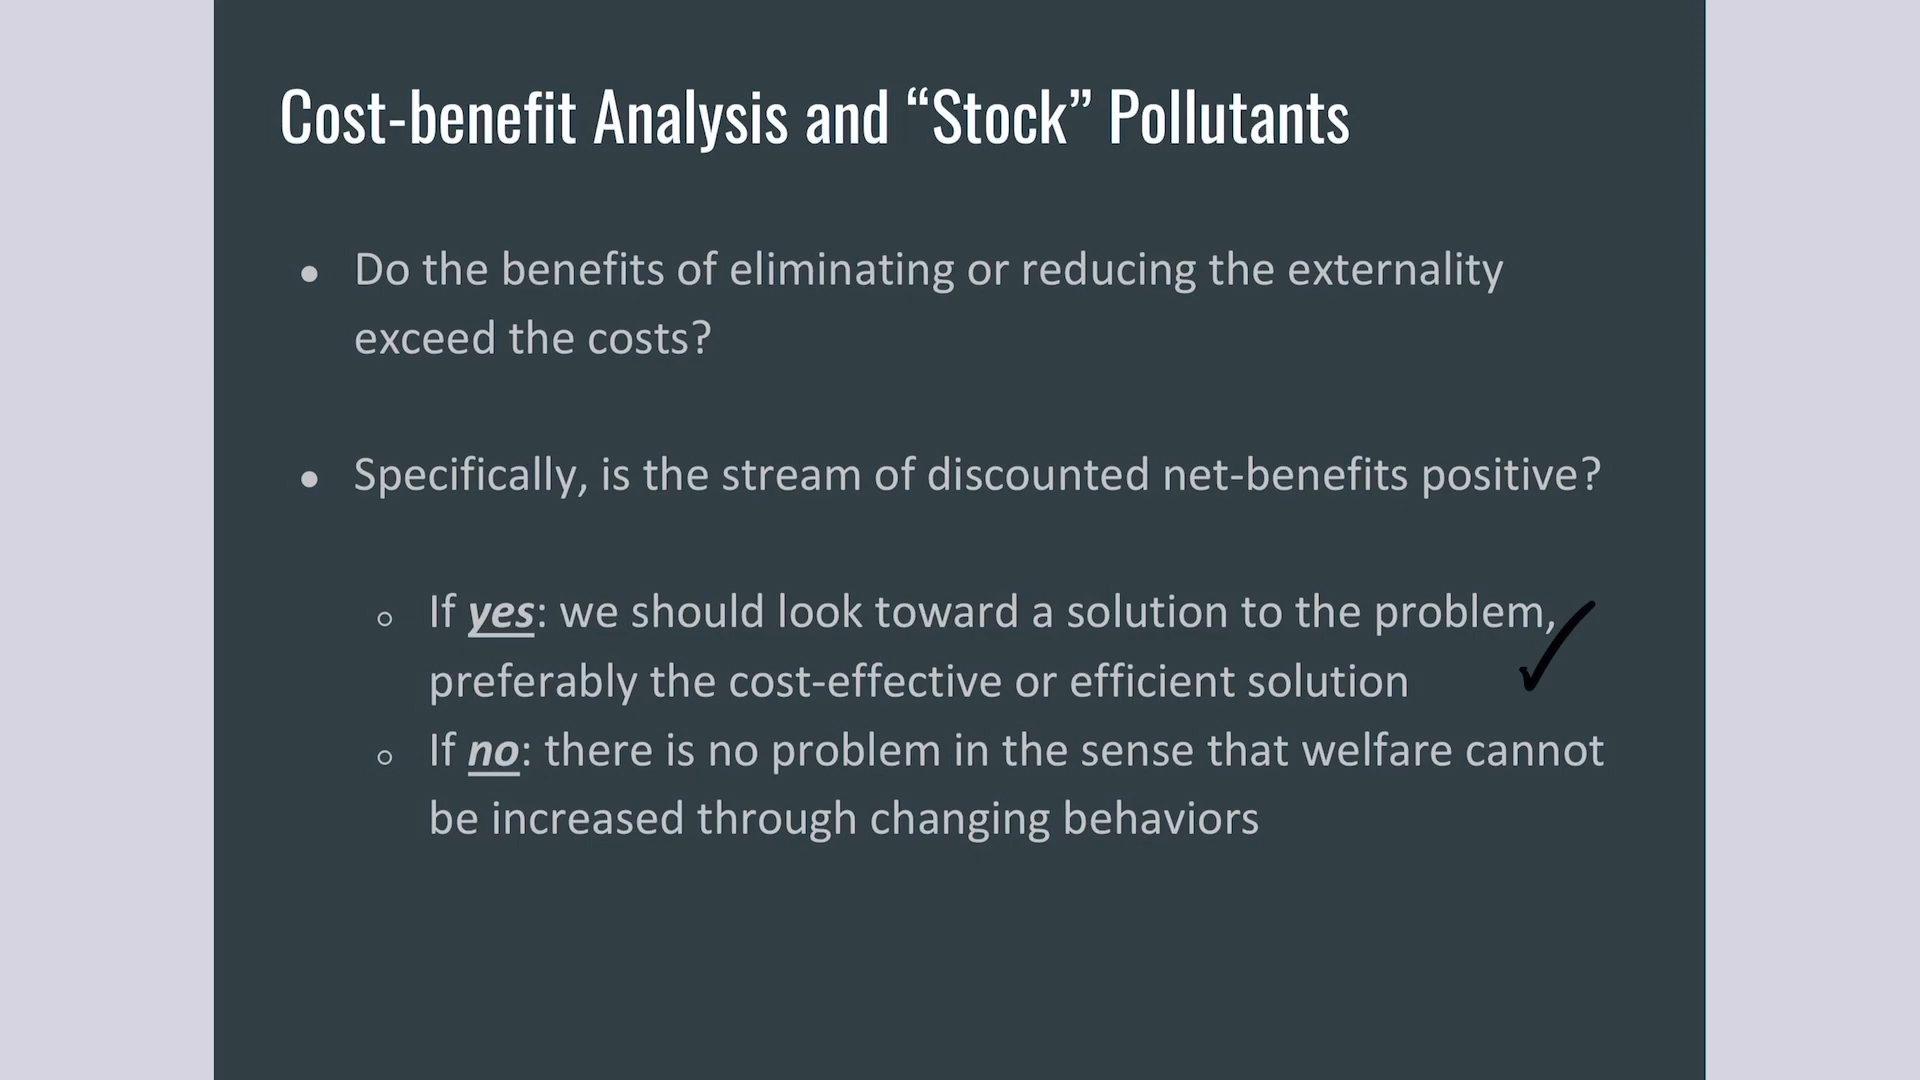 Cost-benefit Analysis and “Stock” Pollutants
● Do the benefits of eliminating or reducing the externality
exceed the costs?
● Specifically, is the stream of discounted net-benefits positive?
○ If yes: we should look toward a solution to the problem,
preferably the cost-effective or efficient solution
○ If no: there is no problem in the sense that welfare cannot
be increased through changing behaviors